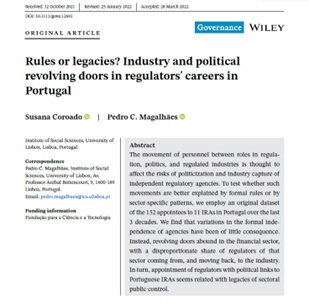 Received: 12 October 2021 | Revised: 25 January 2022 | Accepted: 28 March 2022
ORIGINAL ARTICLE
Governance WILEY
Rules or legacies? Industry and political
revolving doors in regulators' careers in
Portugal
Susana Coroado | Pedro C. Magalhães
Institute of Social Sciences, University of
Lisbon, Lisboa, Portugal
Correspondence
Pedro C. Magalhães, Institute of Social
Sciences, University of Lisbon, Av.
Professor Aníbal Bettencourt, 9, 1600-189
Lisboa, Portugal.
Email: pedro.magalhaes@ics.ulisboa.pt
Funding information
Fundação para a Ciência e a Tecnologia
Abstract
The movement of personnel between roles in regula-
tion, politics, and regulated industries is thought to
affect the risks of politicization and industry capture of
independent regulatory agencies. To test whether such
movements are better explained by formal rules or by
sector-specific patterns, we employ an original dataset
of the 152 appointees to 11 IRAs in Portugal over the last
3 decades. We find that variations in the formal inde-
pendence of agencies have been of little consequence.
Instead, revolving doors abound in the financial sector,
with a disproportionate share of regulators of that
sector coming from, and moving back, to the industry.
In turn, appointment of regulators with political links to
Portuguese IRAs seems related with legacies of sectoral
public control.